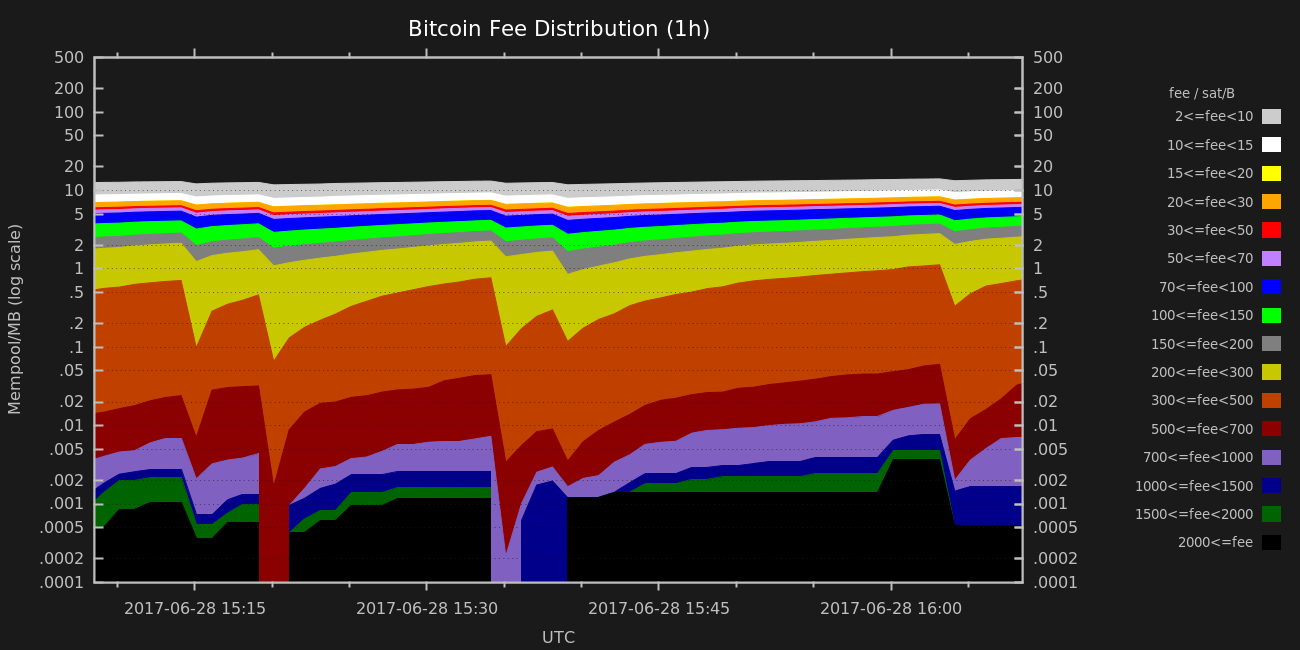 Bitcoin Fee Distribution (1h)
500
200
100
50
20
10
5
2
1
.5
.2
.1
.05
.02
.01
.005
.002
.001
.0005
.0002
.0001
Mempool/MB (log scale)
500
200
100
50
20
10
5
2
1
.5
.2
.1
.05
.02
.01
.005
.002
.001
.0005
.0002
.0001
2017-06-28 15:15
2017-06-28 15:30
2017-06-28 15:45
2017-06-28 16:00
UTC
fee / sat/B
2<=fee<10
10<=fee<15
15<=fee<20
20<=fee<30
30<=fee<50
50<=fee<70
70<=fee<100
100<=fee<150
150<=fee<200
200<=fee<300
300<=fee<500
500<=fee<700
700<=fee<1000
1000<=fee<1500
1500<=fee<2000
2000<=fee